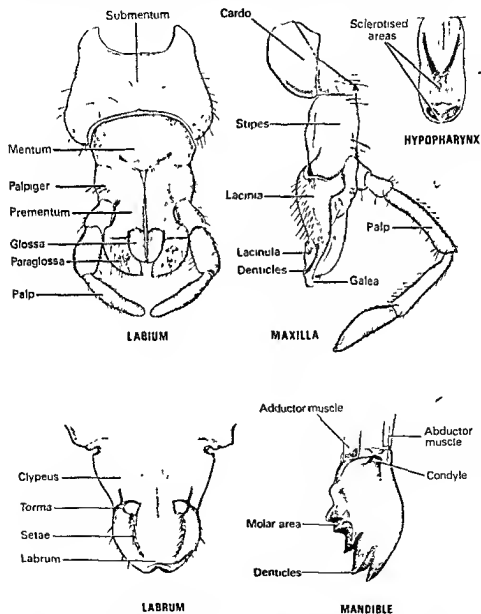 Submentum
Mentum
Palpiger
Prementum
Glossa
Paraglossa
Palp
LABIUM
Cardo
Stipes
Lacinia
Lacinula
Denticles
Galea
Palp
MAXILLA
Sclerotised
areas
HYPOPHARYNX
Clypeus
Torma
Setae
Labrum
LABRUM
Adductor muscle
Abductor
muscle
Condyle
Molar area
Denticles
MANDIBLE